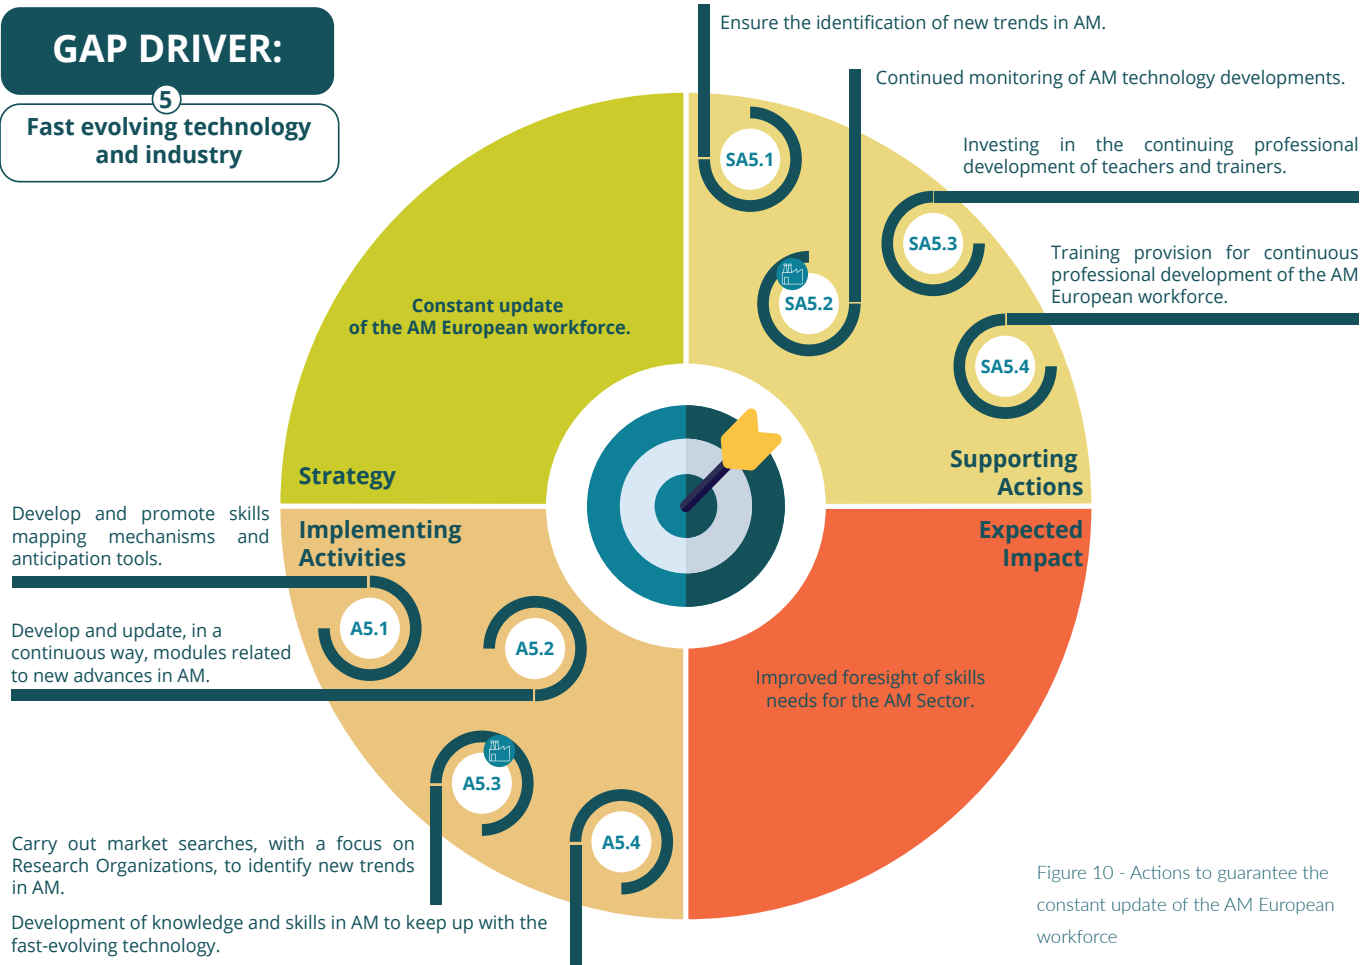 GAP DRIVER:
5
Fast evolving technology
and industry
Ensure the identification of new trends in AM.
Continued monitoring of AM technology developments.
Investing in the continuing professional
development of teachers and trainers.
Training provision for continuous
professional development of the AM
European workforce.
SA5.1
SA5.2
SA5.3
SA5.4
Constant update
of the AM European workforce.
Strategy
Supporting
Actions
Implementing
Activities
Expected
Impact
Develop and promote skills
mapping mechanisms and
anticipation tools.
Develop and update, in a
continuous way, modules related
to new advances in AM.
A5.1
A5.2
A5.3
A5.4
Improved foresight of skills
needs for the AM Sector.
Carry out market searches, with a focus on
Research Organizations, to identify new trends
in AM.
Development of knowledge and skills in AM to keep up with the
fast-evolving technology.
Figure 10 - Actions to guarantee the
constant update of the AM European
workforce